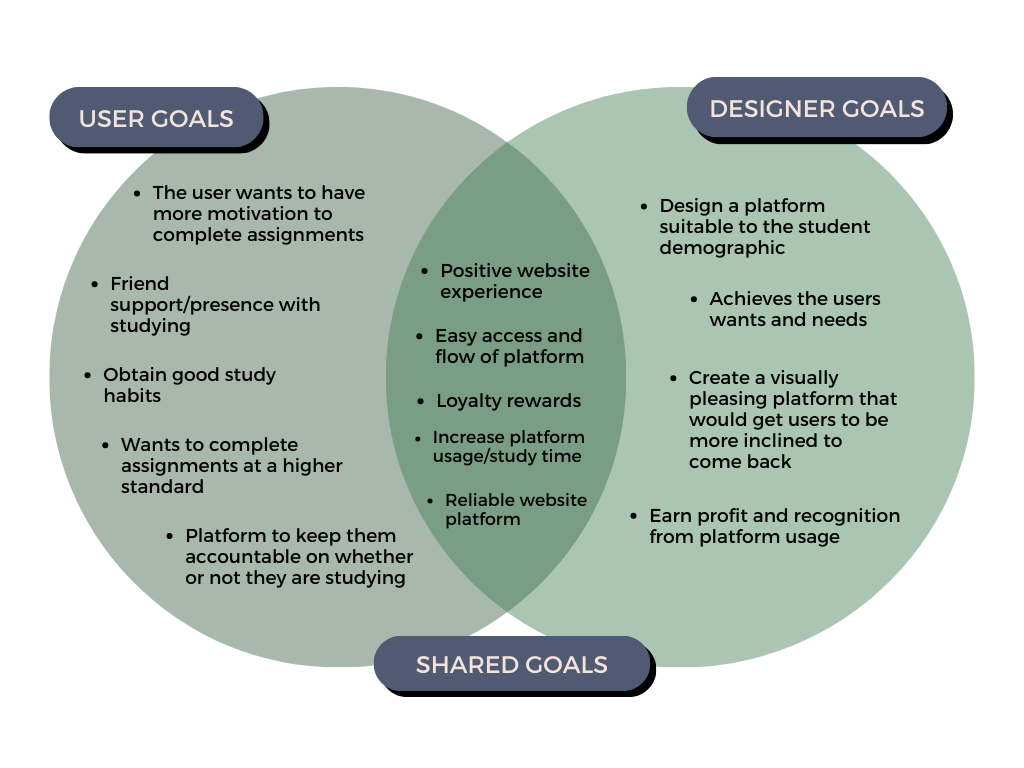 USER GOALS
• The user wants to have
more motivation to
complete assignments
• Friend
support/presence with
studying
• Obtain good study
habits
• Wants to complete
assignments at a higher
standard
• Platform to keep them
accountable on whether
or not they are studying
• Positive website
experience
• Easy access and
flow of platform
• Loyalty rewards
• Increase platform
usage/study time
• Reliable website
platform
SHARED GOALS
DESIGNER GOALS
• Design a platform
suitable to the student
demographic
• Achieves the users
wants and needs
• Create a visually
pleasing platform that
would get users to be
more inclined to
come back
• Earn profit and recognition
from platform usage